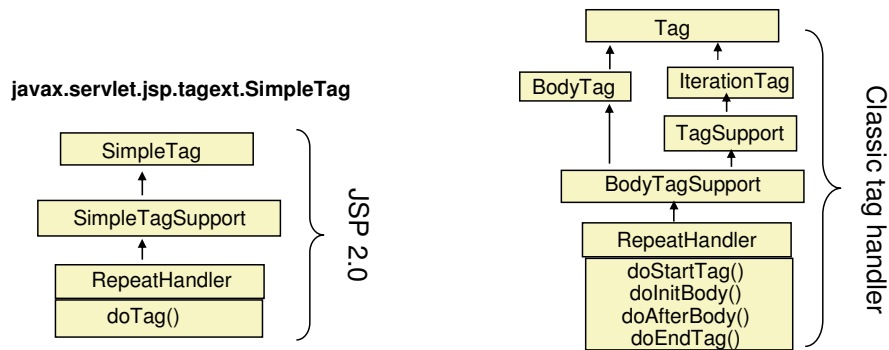 javax.servlet.jsp.tagext.SimpleTag
SimpleTag
SimpleTagSupport
RepeatHandler
doTag()
JSP 2.0
Tag
BodyTag
IterationTag
TagSupport
BodyTagSupport
RepeatHandler
doStartTag()
doInitBody()
doAfterBody()
doEndTag()
Classic tag handler